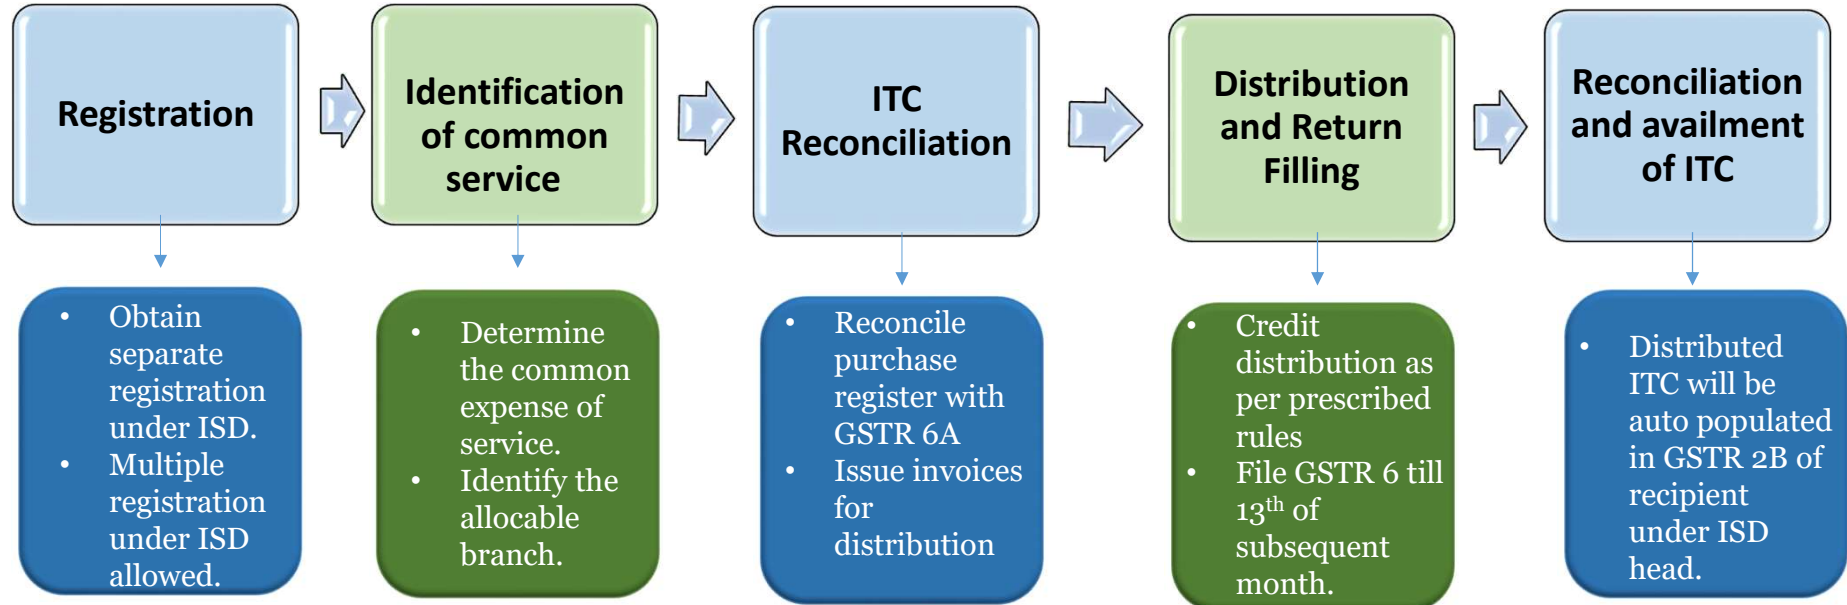 Registration
Identification
of common
service
ITC
Reconciliation
Distribution
and Return
Filling
Reconciliation
and availment
of ITC
• Obtain
separate
registration
under ISD.
• Multiple
registration
under ISD
allowed.
• Determine
the common
expense of
service.
• Identify the
allocable
branch.
• Reconcile
purchase
register with
GSTR 6A
• Issue invoices
for
distribution
• Credit
distribution as
per prescribed
rules
• File GSTR 6 till
13th of
subsequent
month.
• Distributed
ITC will be
auto populated
in GSTR 2B of
recipient
under ISD
head.